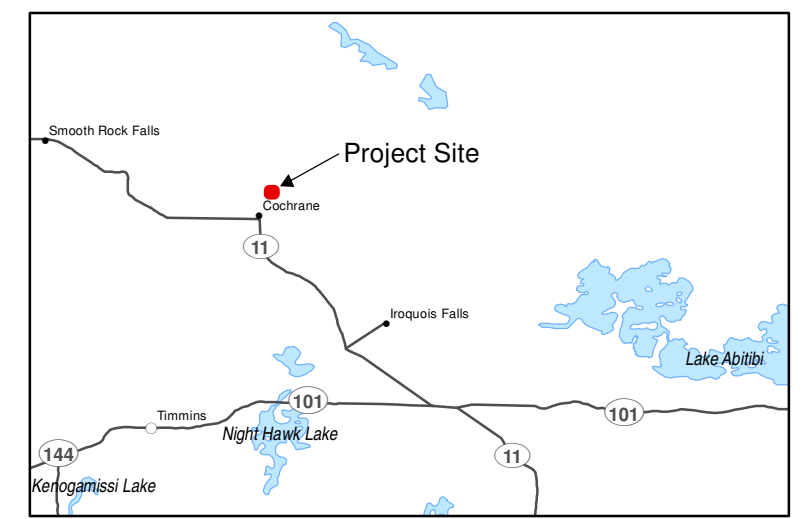 Smooth Rock Falls
Project Site
Cochrane
11
Iroquois Falls
Lake Abitibi
101
101
Timmins
Night Hawk Lake
144
11
Kenogamissi Lake